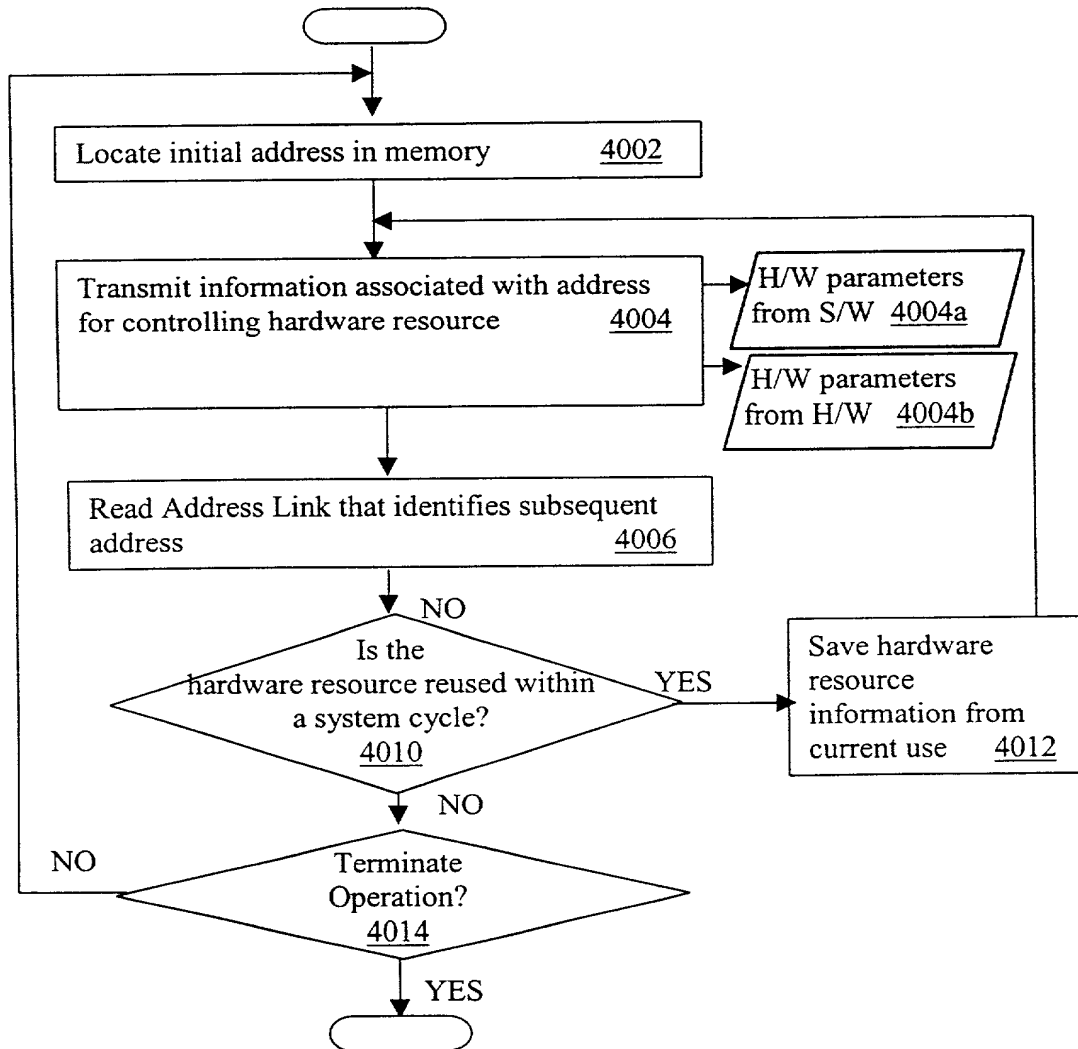 Locate initial address in memory 4002
Transmit information associated with address
for controlling hardware resource 4004
H/W parameters
from S/W 4004a
H/W parameters
from H/W 4004b
Read Address Link that identifies subsequent
address 4006
NO
Is the
hardware resource reused within
a system cycle?
4010
YES
Save hardware
resource
information from
current use 4012
NO
NO
Terminate
Operation?
4014
YES